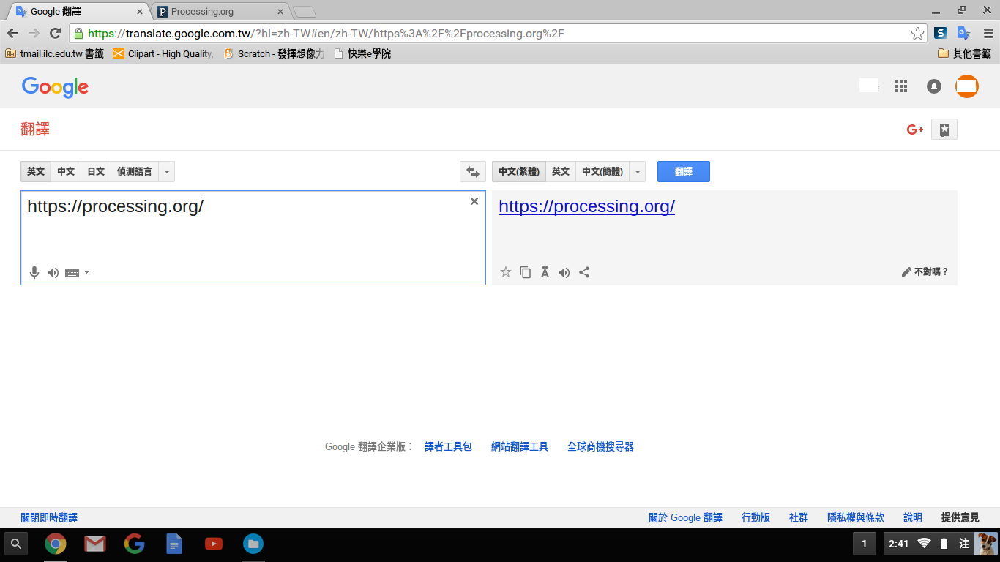 Google 翻譯
Processing.org
https://translate.google.com.tw/?hl=zh-TW#en/zh-TW/https%3A%2F%2Fprocessing.org%2F
tmail.ilc.edu.tw 書籤 Clipart - High Quality, Scratch - 發揮想像力 快樂e學院 其他書籤
Google
翻譯 G+
英文 中文 日文 偵測語言 中文(繁體) 英文 中文(簡體) 翻譯
https://processing.org/
https://processing.org/
Ä 不對嗎？
Google 翻譯企業版： 譯者工具包 網站翻譯工具 全球商機搜尋器
關閉即時翻譯 關於 Google 翻譯 行動版 社群 隱私權與條款 說明 提供意見
1 2:41 注